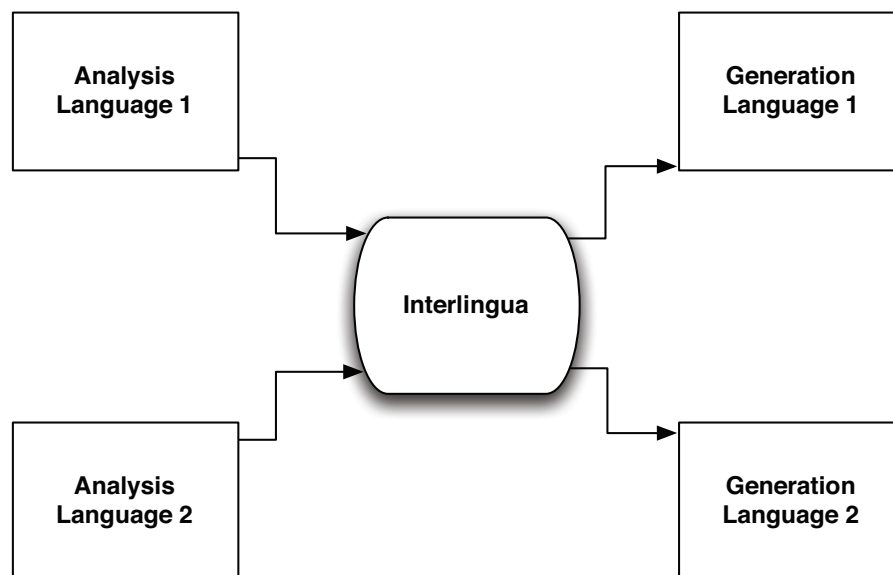 Analysis
Language 1
Generation
Language 1
Interlingua
Analysis
Language 2
Generation
Language 2